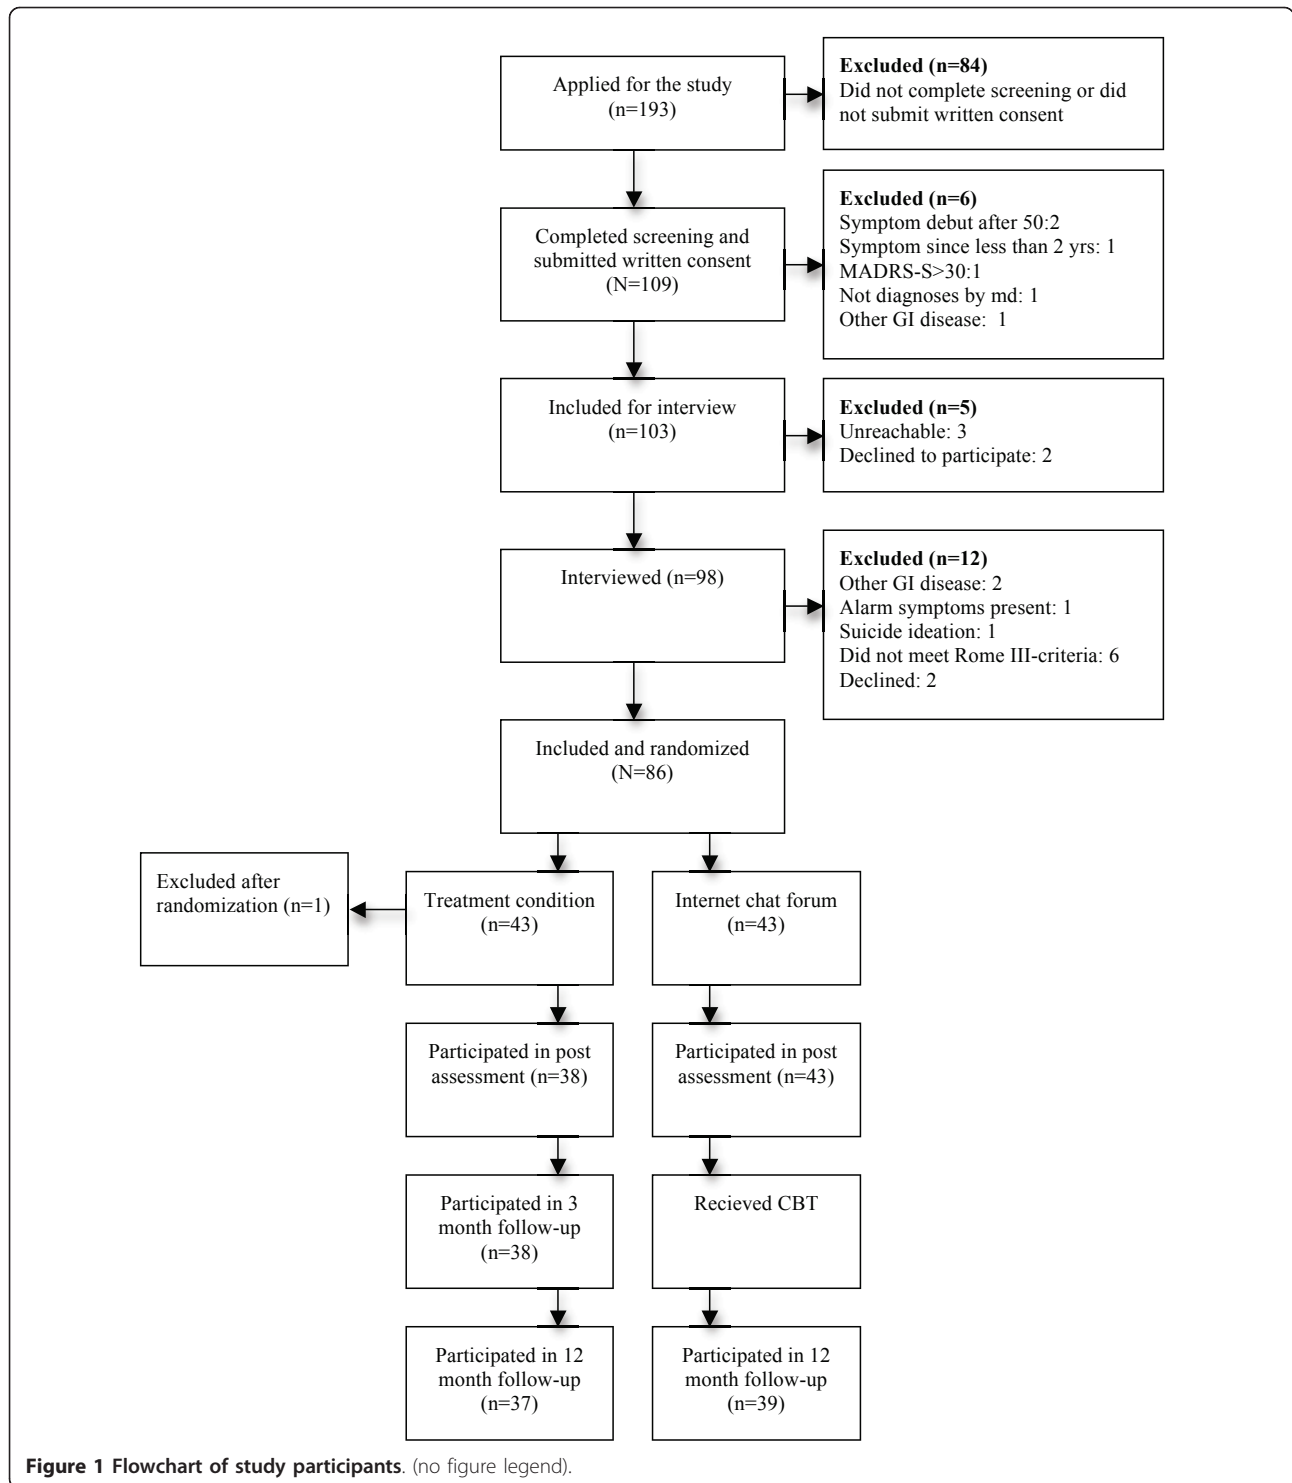 Applied for the study
(n=193)
Excluded (n=84)
Did not complete screening or did
not submit written consent
Completed screening and
submitted written consent
(N=109)
Excluded (n=6)
Symptom debut after 50:2
Symptom since less than 2 yrs: 1
MADRS-S>30:1
Not diagnoses by md: 1
Other GI disease:  1
Included for interview
(n=103)
Excluded (n=5)
Unreachable: 3
Declined to participate: 2
Interviewed (n=98)
Excluded (n=12)
Other GI disease: 2
Alarm symptoms present: 1
Suicide ideation: 1
Did not meet Rome III-criteria: 6
Declined: 2
Included and randomized
(N=86)
Excluded after
randomization (n=1)
Treatment condition
(n=43)
Internet chat forum
(n=43)
Participated in post
assessment (n=38)
Participated in post
assessment (n=43)
Participated in 3
month follow-up
(n=38)
Recieved CBT
Participated in 12
month follow-up
(n=37)
Participated in 12
month follow-up
(n=39)
Figure 1 Flowchart of study participants. (no figure legend).